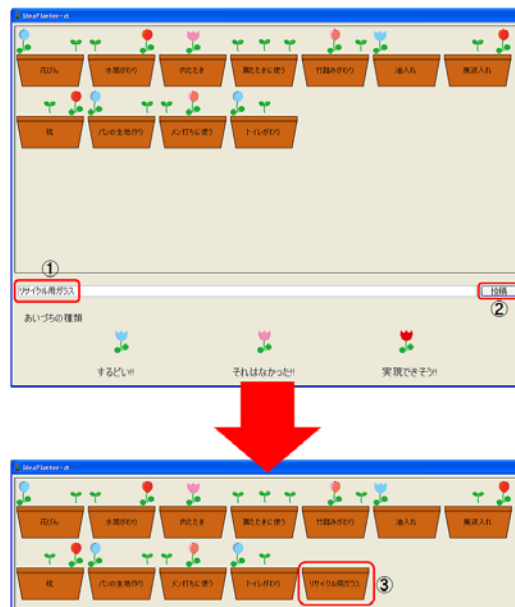 IdeaPlanter - α
花びん 水筒がわり 肉たたき 肩たたきに使う 竹踏みがわり 油入れ 廃液入れ
枕 パンの生地作り メン打ちに使う トイレがわり
①
リサイクル用ガラス 投稿
②
あいづちの種類
するどい!! それはなかった!! 実現できそう!!
IdeaPlanter - α
花びん 水筒がわり 肉たたき 肩たたきに使う 竹踏みがわり 油入れ 廃液入れ
枕 パンの生地作り メン打ちに使う トイレがわり リサイクル用ガラス ③